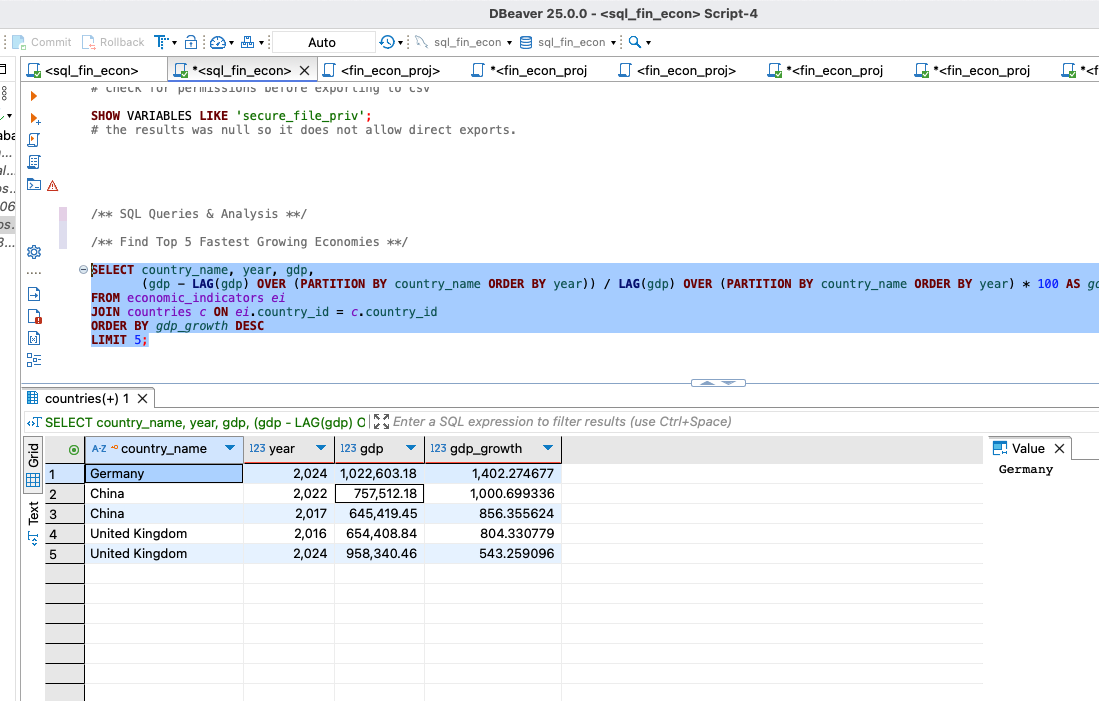 DBeaver 25.0.0 - <sql_fin_econ> Script-4
Commit Rollback Auto sql_fin_econ sql_fin_econ
<sql_fin_econ> *<sql_fin_econ> <fin_econ_proj> *<fin_econ_proj <fin_econ_proj> *<fin_econ_proj *<fin_econ_proj
# check for permissions before exporting to csv
SHOW VARIABLES LIKE 'secure_file_priv';
# the results was null so it does not allow direct exports.
/** SQL Queries & Analysis **/
/** Find Top 5 Fastest Growing Economies **/
SELECT country_name, year, gdp,
(gdp - LAG(gdp) OVER (PARTITION BY country_name ORDER BY year)) / LAG(gdp) OVER (PARTITION BY country_name ORDER BY year) * 100 AS
FROM economic_indicators ei
JOIN countries c ON ei.country_id = c.country_id
ORDER BY gdp_growth DESC
LIMIT 5;
countries(+) 1
SELECT country_name, year, gdp, (gdp - LAG(gdp) O Enter a SQL expression to filter results (use Ctrl+Space)
Grid
Text
A-Z country_name 123 year 123 gdp 123 gdp_growth
1 Germany 2,024 1,022,603.18 1,402.274677
2 China 2,022 757,512.18 1,000.699336
3 China 2,017 645,419.45 856.355624
4 United Kingdom 2,016 654,408.84 804.330779
5 United Kingdom 2,024 958,340.46 543.259096
Value
Germany